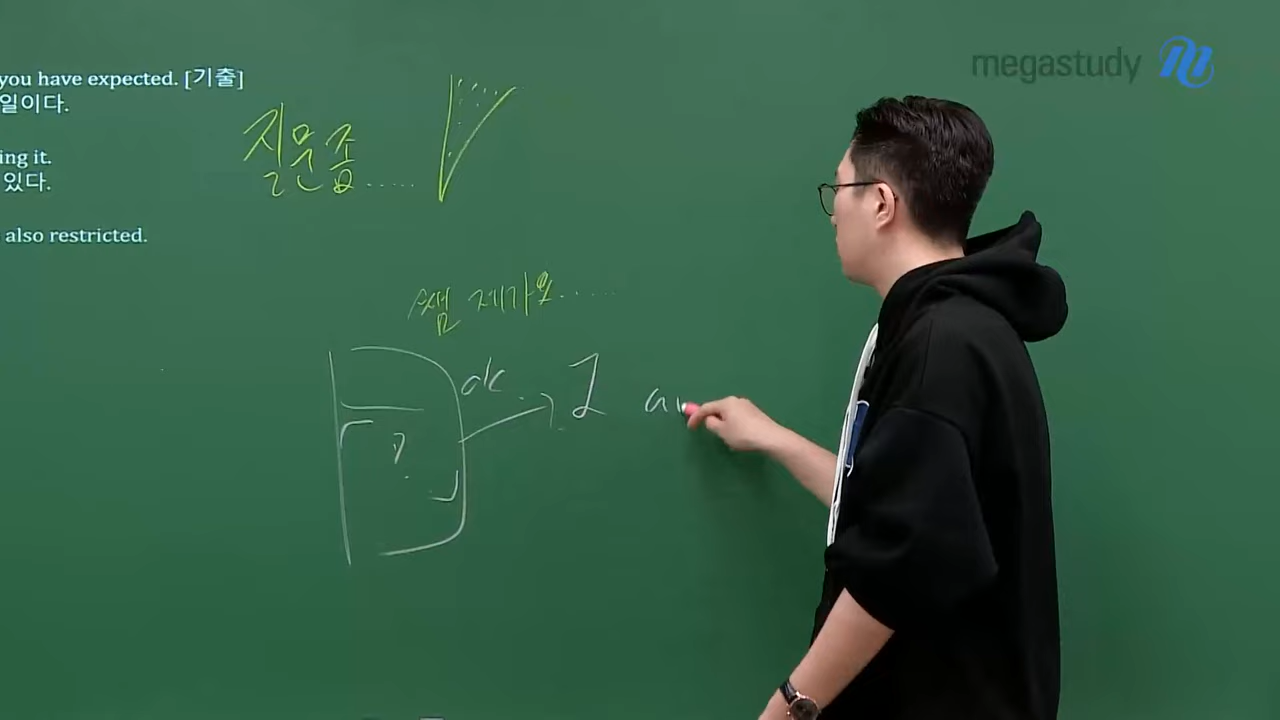 megastudy
you have expected. [기출]
일이다.
질문좀.....
ing it.
있다.
also restricted.
쌤 제가요......
ok
?
I a